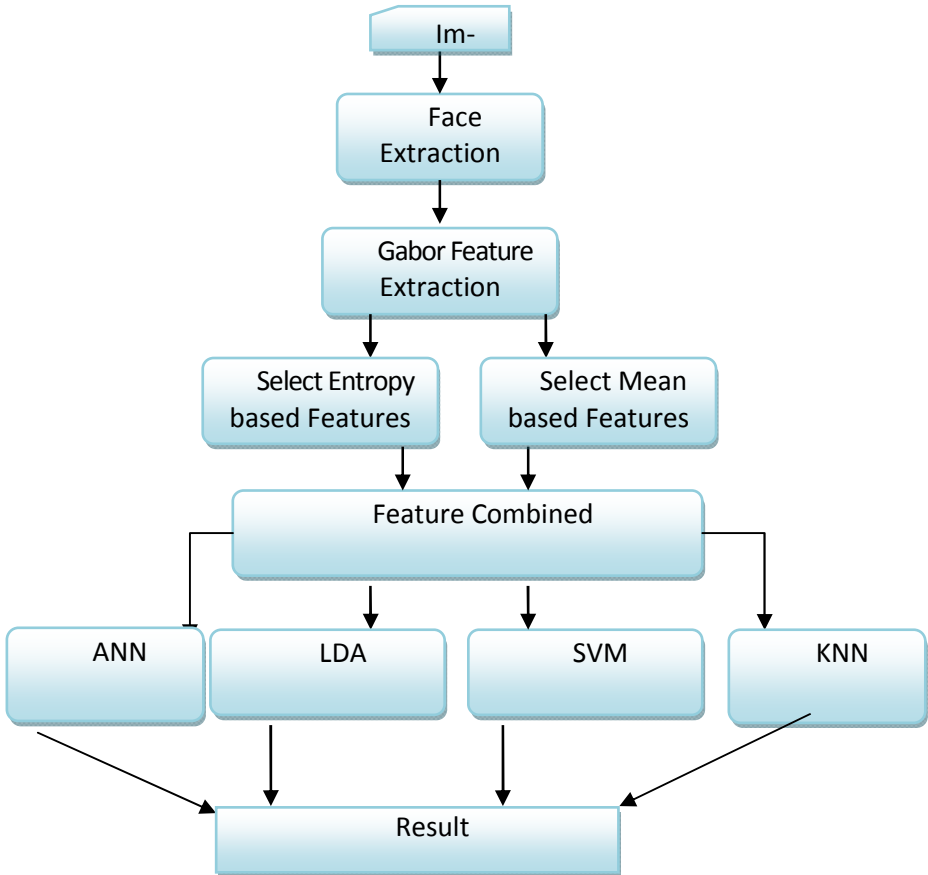 Im-
Face
Extraction
Gabor Feature
Extraction
Select Entropy
based Features
Select Mean
based Features
Feature Combined
ANN
LDA
SVM
KNN
Result